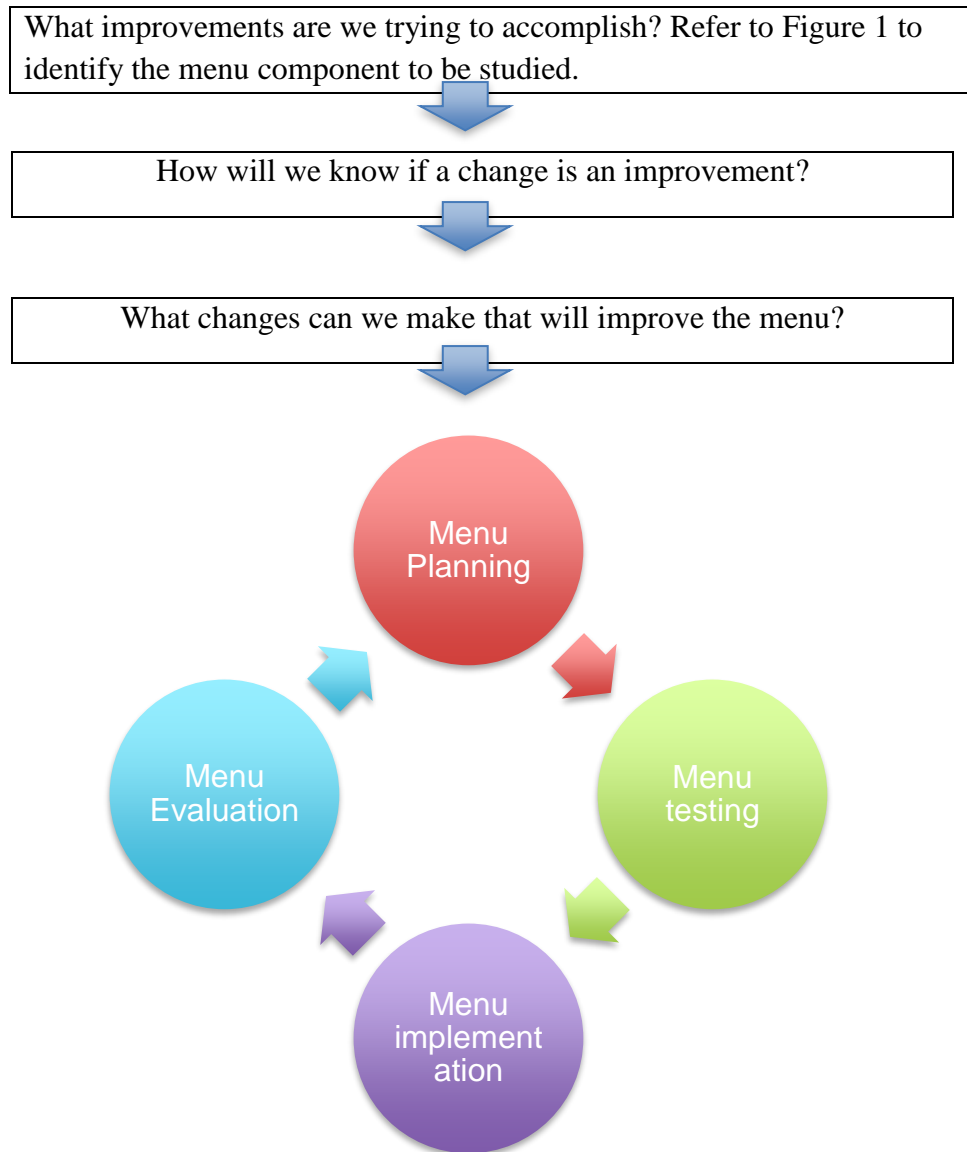 What improvements are we trying to accomplish? Refer to Figure 1 to
identify the menu component to be studied.
How will we know if a change is an improvement?
What changes can we make that will improve the menu?
Menu
Planning
Menu
testing
Menu
implement
ation
Menu
Evaluation